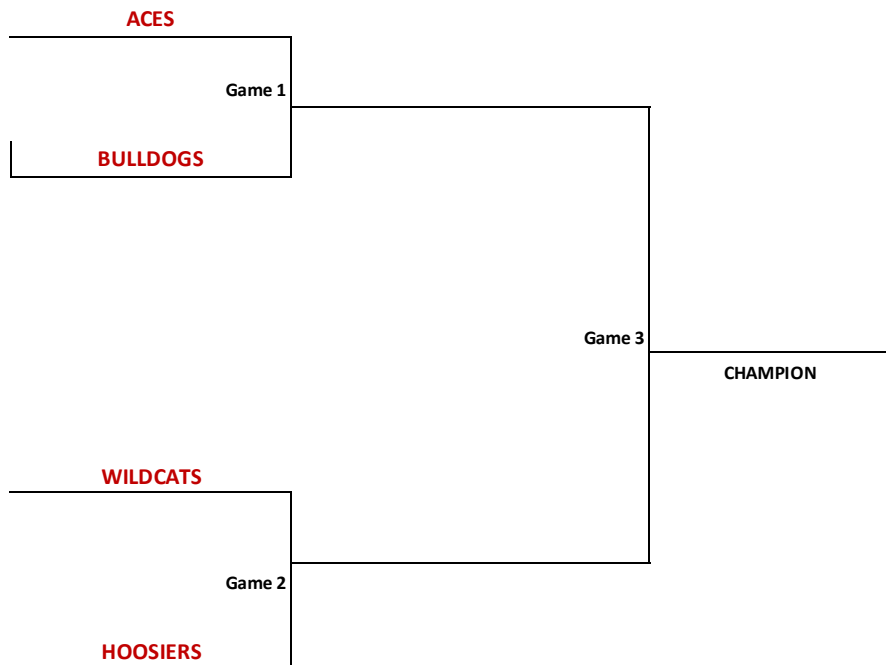 ACES
Game 1
BULLDOGS
Game 3
CHAMPION
WILDCATS
Game 2
HOOSIERS